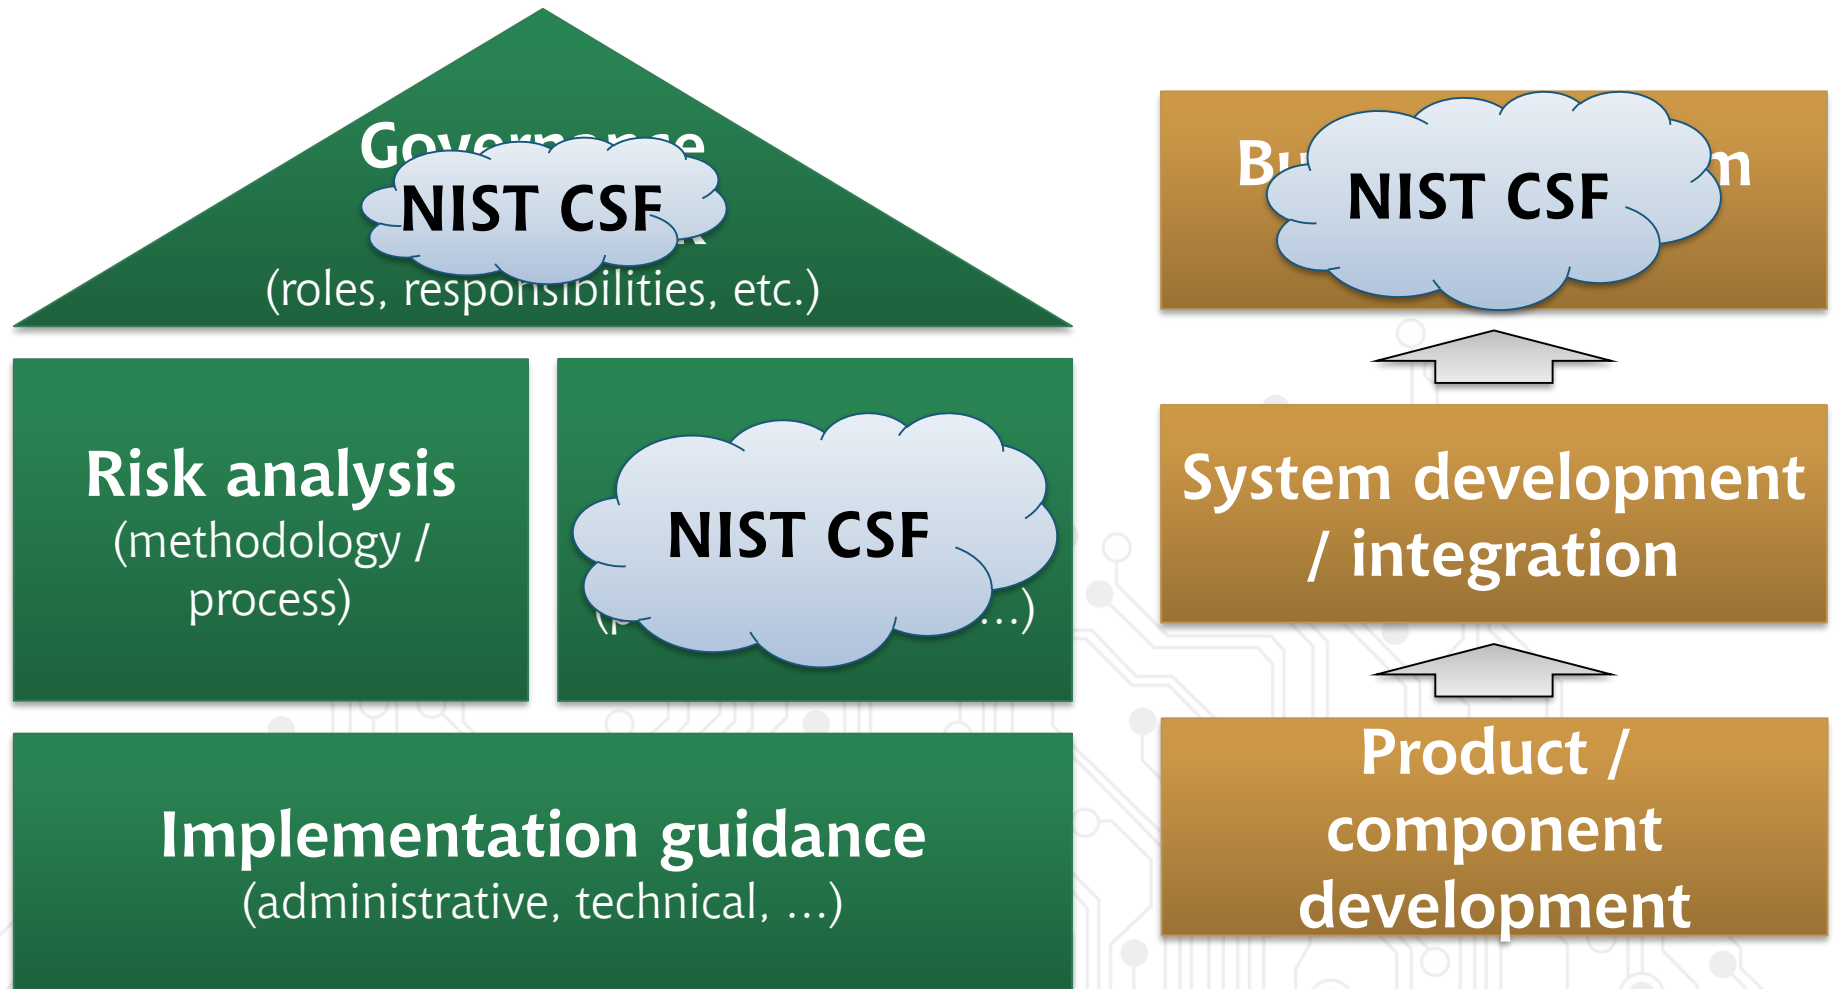 Governance
NIST CSF
(roles, responsibilities, etc.)
Risk analysis
(methodology /
process)
NIST CSF
…)
Implementation guidance
(administrative, technical, …)
NIST CSF
System development
/ integration
Product /
component
development